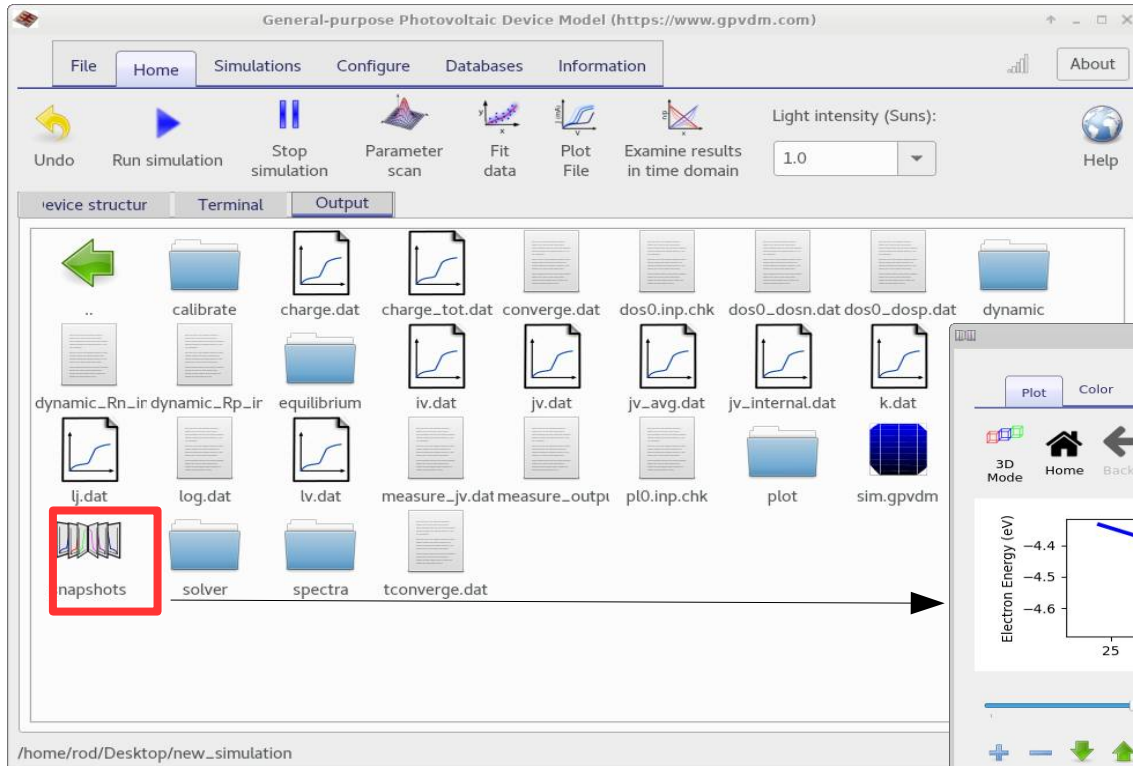 General-purpose Photovoltaic Device Model (https://www.gpvdm.com)
File Home Simulations Configure Databases Information
About
Undo
Run simulation
Stop
simulation
Parameter
scan
Fit
data
Plot
File
Examine results
in time domain
Light intensity (Suns):
1.0
Help
evice structur Terminal Output
.. calibrate charge.dat charge_tot.dat converge.dat dos0.inp.chk dos0_dosn.dat dos0_dosp.dat dynamic
dynamic_Rn_ir dynamic_Rp_ir equilibrium iv.dat jv.dat jv_avg.dat jv_internal.dat k.dat
lj.dat log.dat lv.dat measure_jv.dat measure_outpu pl0.inp.chk plot sim.gpvdm
napshots solver spectra tconverge.dat
Plot Color
3D
Mode
Home
Back
Electron Energy (eV)
−4.4
−4.5
−4.6
25
/home/rod/Desktop/new_simulation